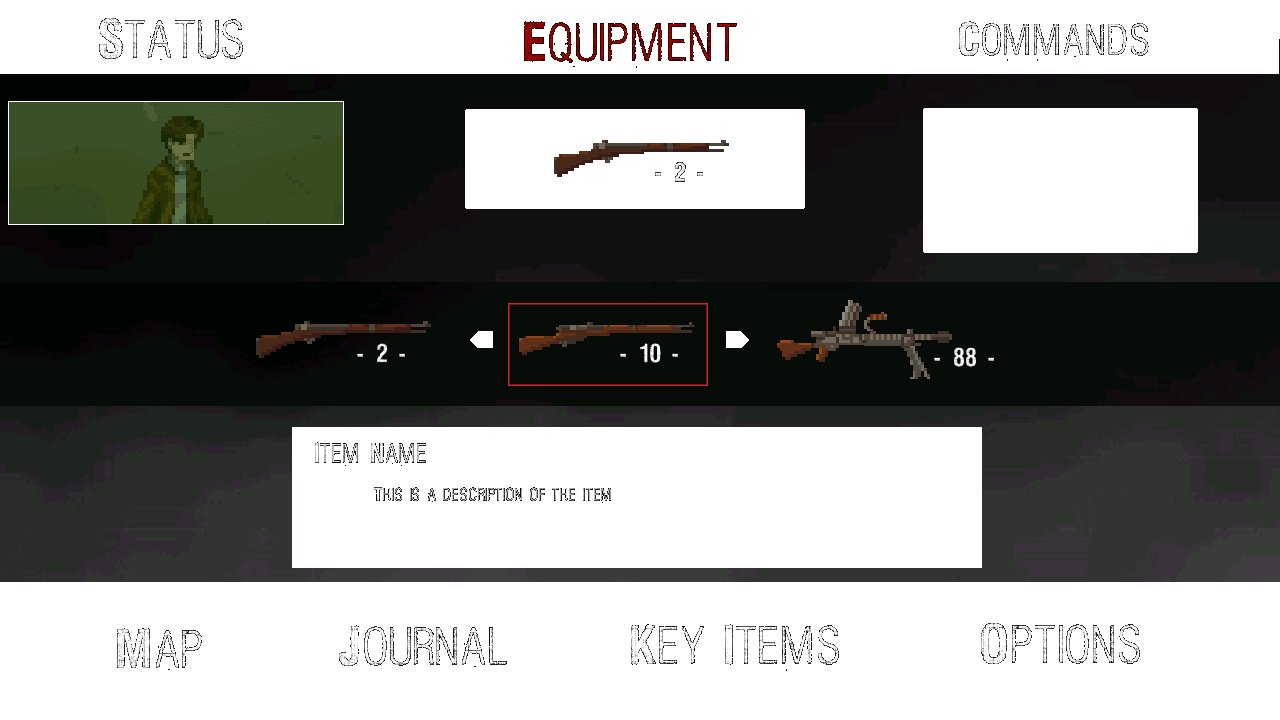 STATUS EQUIPMENT COMMANDS
- 2 -
- 2 - - 10 - - 88 -
ITEM NAME
THIS IS A DESCRIPTION OF THE ITEM
MAP JOURNAL KEY ITEMS OPTIONS